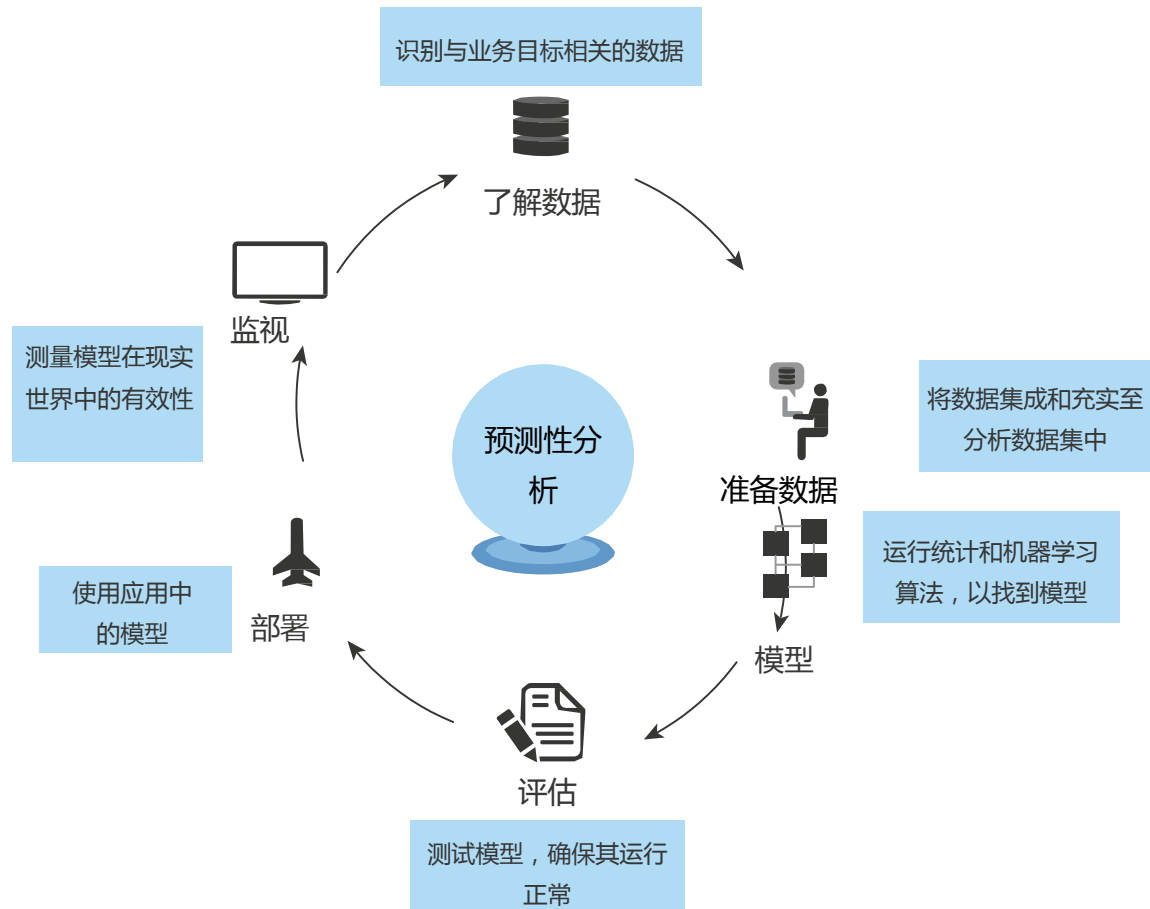 识别与业务目标相关的数据
了解数据
监视
测量模型在现实
世界中的有效性
预测性分
析
将数据集成和充实至
分析数据集中
准备数据
运行统计和机器学习
算法，以找到模型
模型
使用应用中
的模型
部署
评估
测试模型，确保其运行
正常